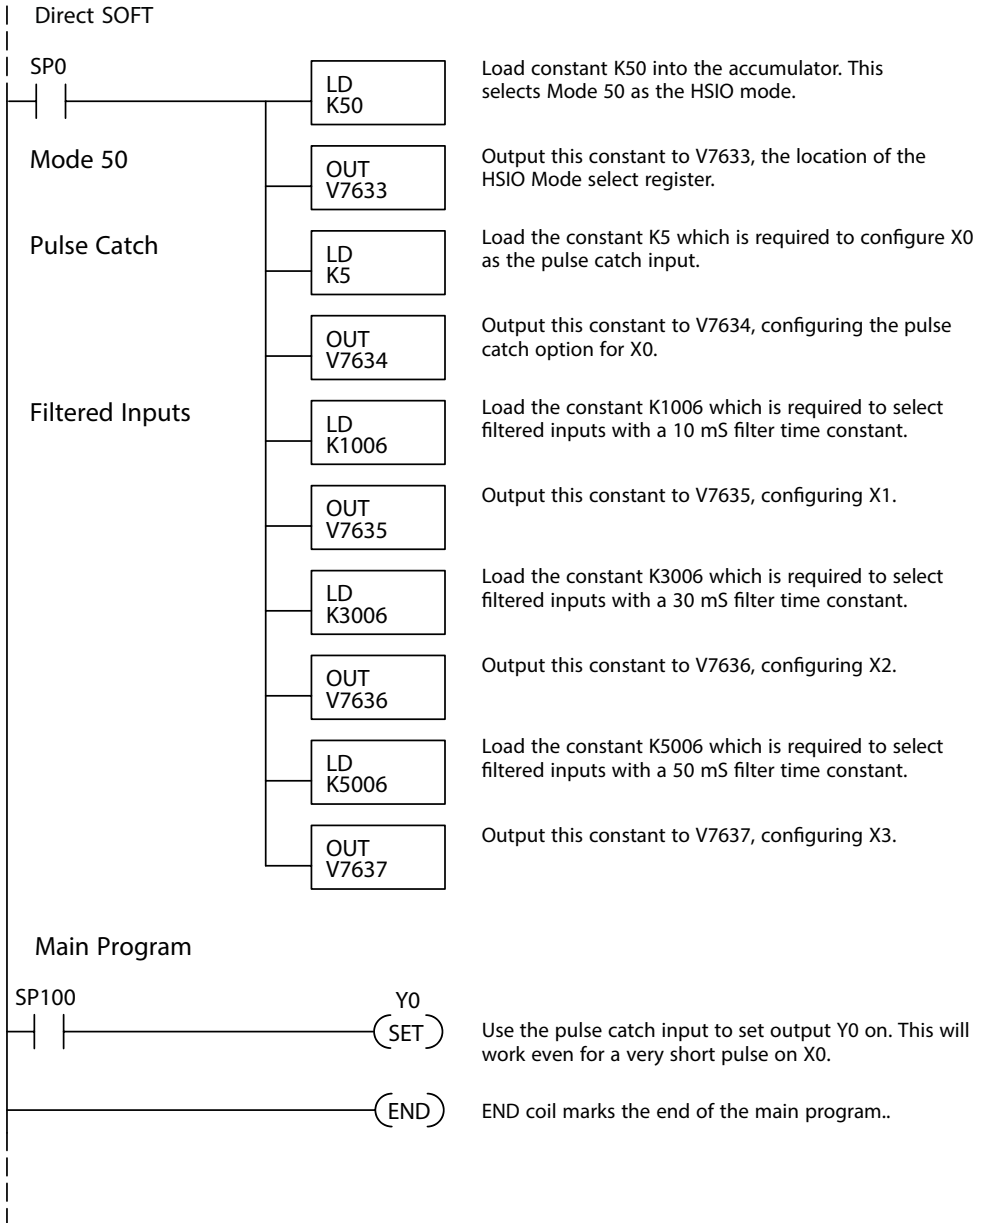 Direct SOFT
SP0
LD
K50
Load constant K50 into the accumulator. This
selects Mode 50 as the HSIO mode.
Mode 50
OUT
V7633
Output this constant to V7633, the location of the
HSIO Mode select register.
Pulse Catch
LD
K5
Load the constant K5 which is required to configure X0
as the pulse catch input.
OUT
V7634
Output this constant to V7634, configuring the pulse
catch option for X0.
Filtered Inputs
LD
K1006
Load the constant K1006 which is required to select
filtered inputs with a 10 mS filter time constant.
OUT
V7635
Output this constant to V7635, configuring X1.
LD
K3006
Load the constant K3006 which is required to select
filtered inputs with a 30 mS filter time constant.
OUT
V7636
Output this constant to V7636, configuring X2.
LD
K5006
Load the constant K5006 which is required to select
filtered inputs with a 50 mS filter time constant.
OUT
V7637
Output this constant to V7637, configuring X3.
Main Program
SP100
Y0
SET
Use the pulse catch input to set output Y0 on. This will
work even for a very short pulse on X0.
END
END coil marks the end of the main program..